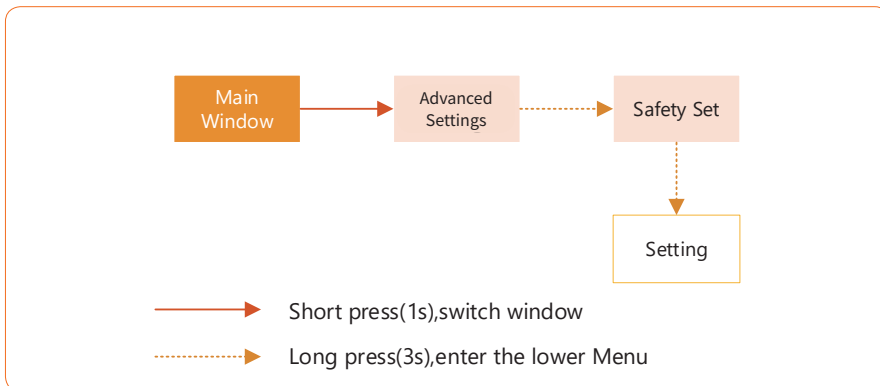 Main
Window
Advanced
Settings
Safety Set
Setting
Short press(1s),switch window
Long press(3s),enter the lower Menu